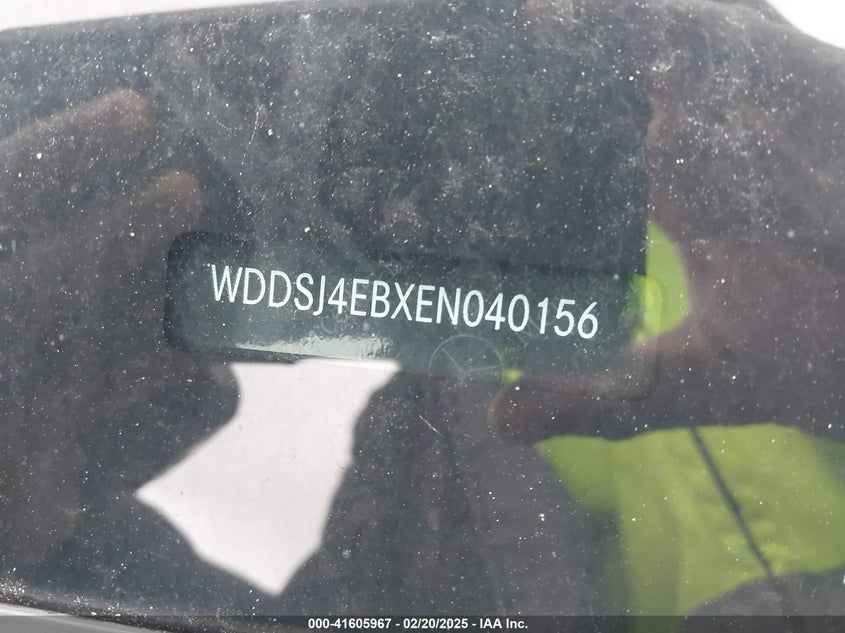 WDDSJ4EBXEN040156
000-41605967 - 02/20/2025 - IAA Inc.